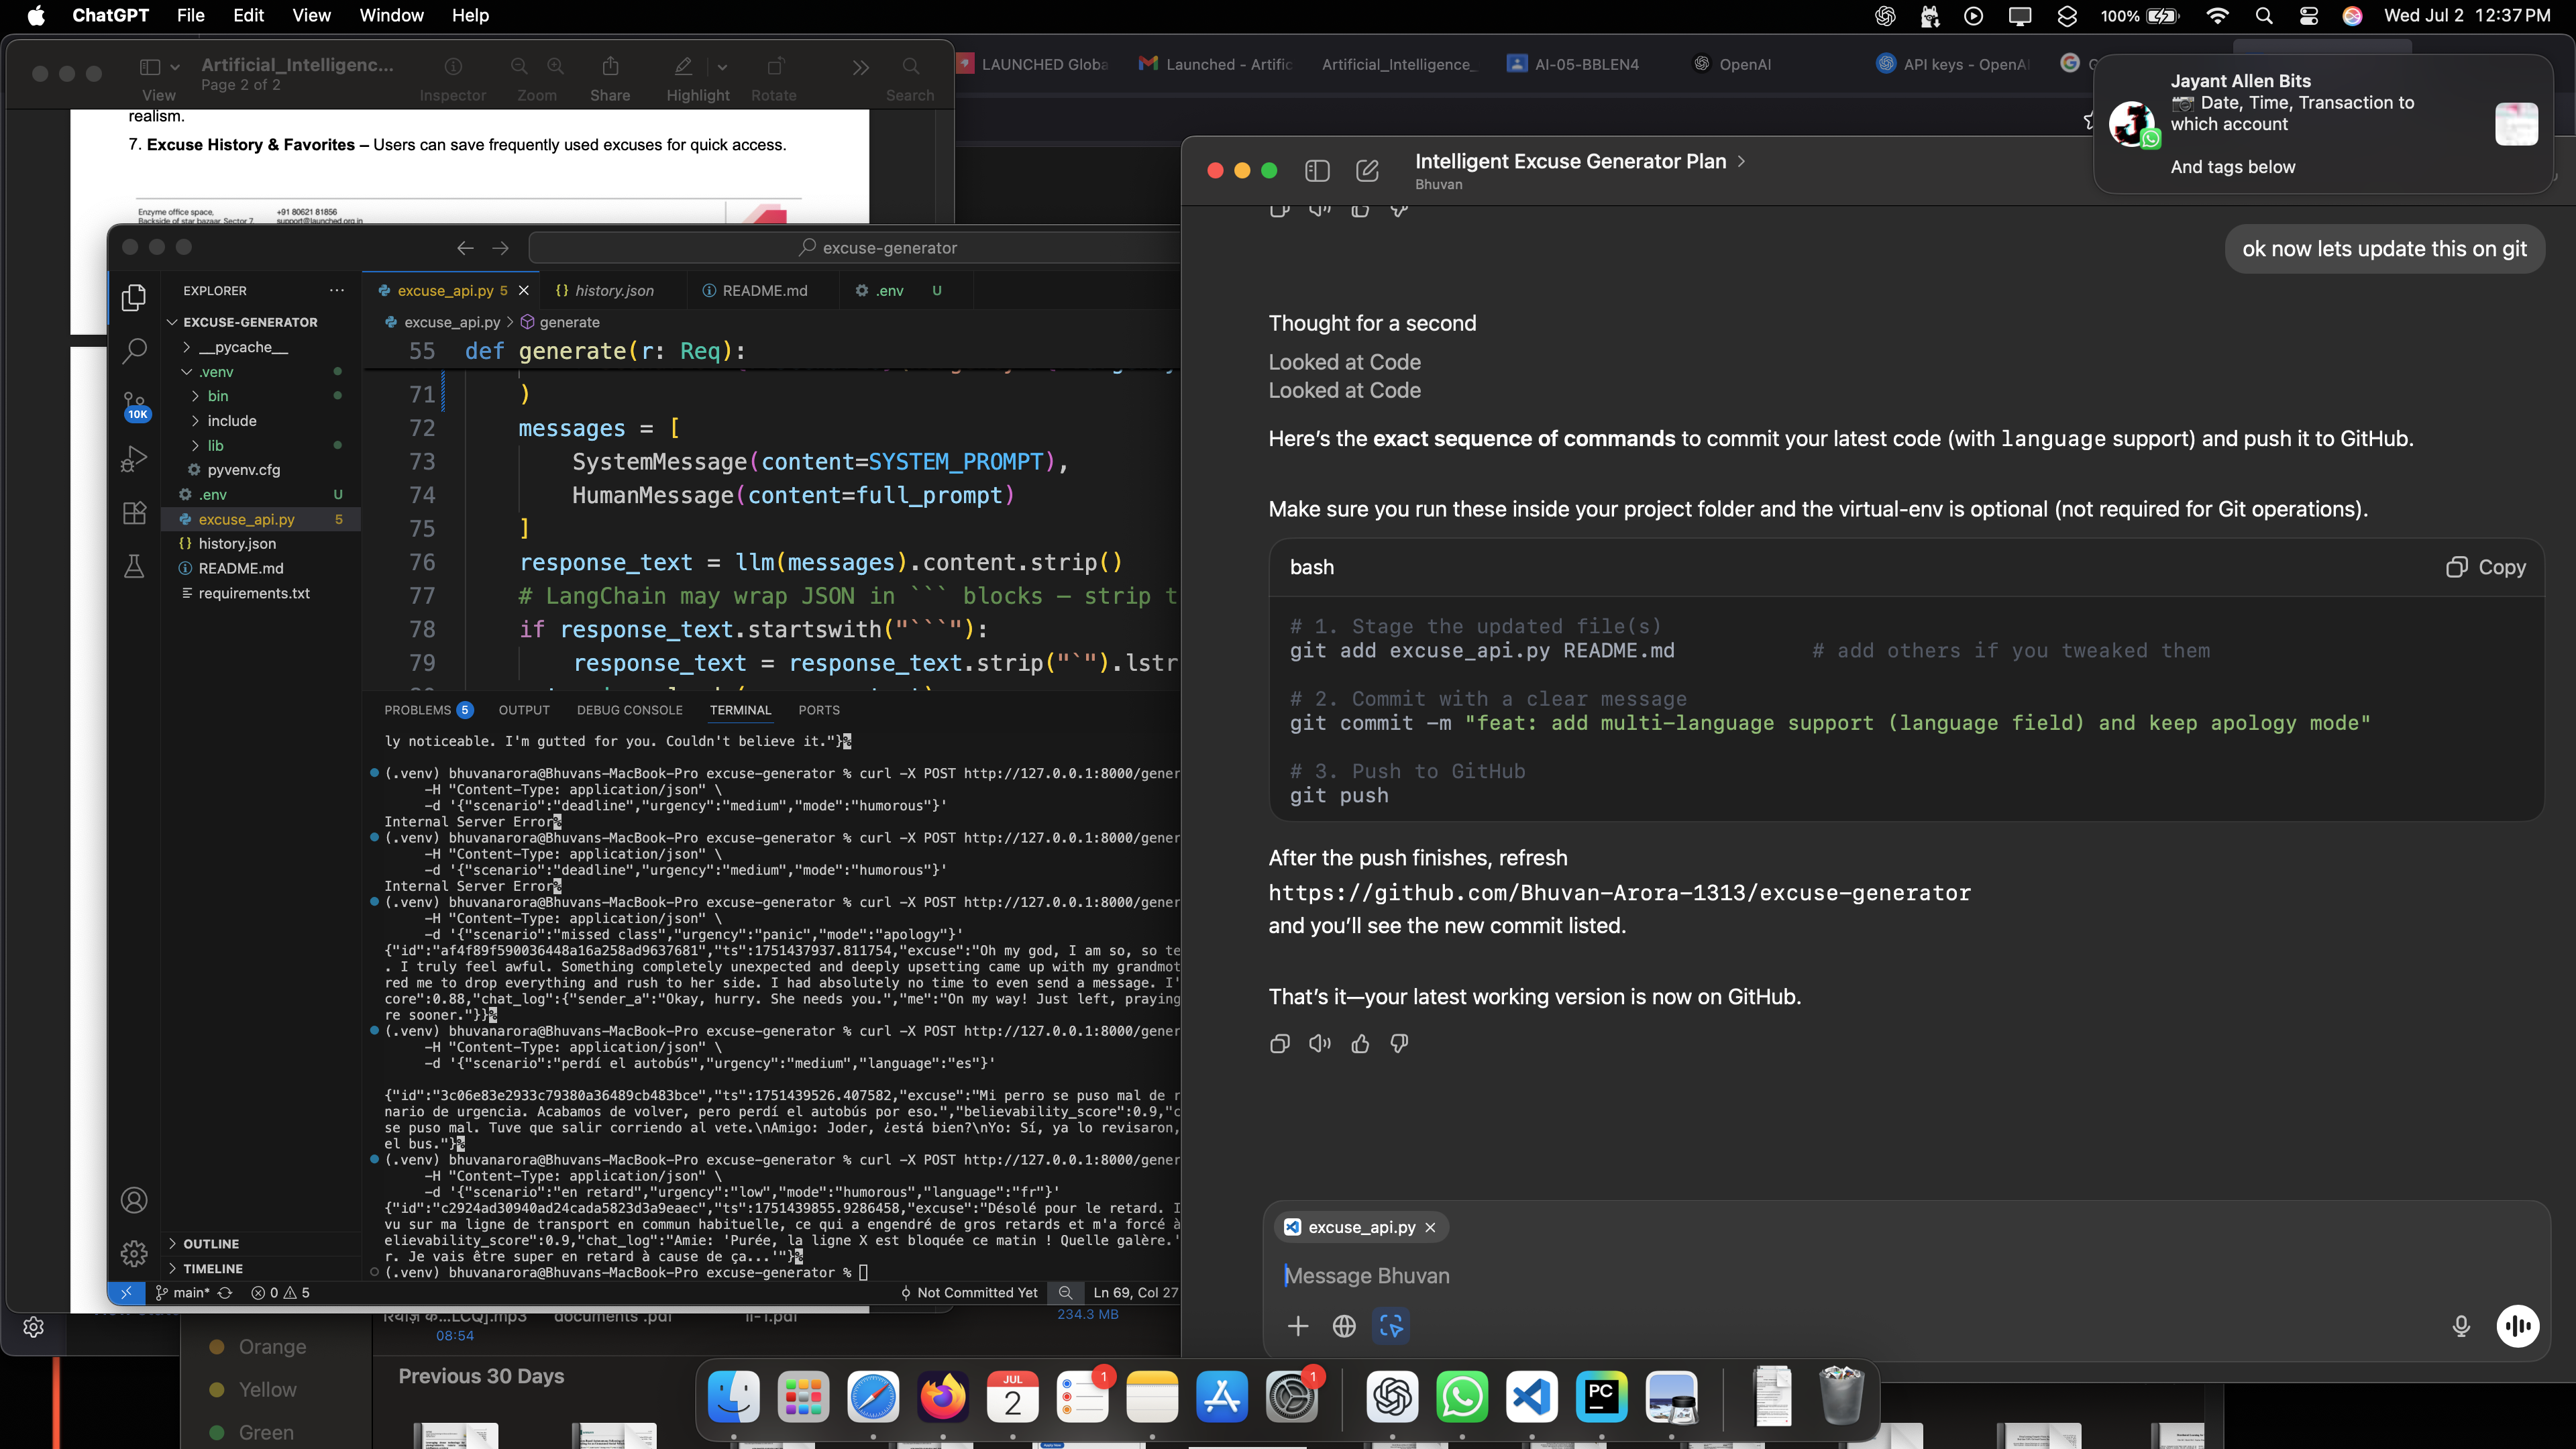 ChatGPT File Edit View Window Help
100% Wed Jul 2 12:37 PM
Artificial_Intelligenc...
Page 2 of 2
View
Inspector
Zoom
Share
Highlight
Rotate
Search
LAUNCHED Globa
Launched - Artific
Artificial_Intelligence_
AI-05-BBLEN4
OpenAI
API keys - OpenAI
Jayant Allen Bits
Date, Time, Transaction to
which account
And tags below
realism.
7. Excuse History & Favorites – Users can save frequently used excuses for quick access.
Enzyme office space,
Backside of star bazaar, Sector 7
+91 80621 81856
support@launched.org.in
excuse-generator
EXPLORER
EXCUSE-GENERATOR
__pycache__
.venv
bin
include
lib
pyvenv.cfg
.env U
excuse_api.py 5
history.json
README.md
requirements.txt
OUTLINE
TIMELINE
10K
excuse_api.py 5
history.json
README.md
.env U
excuse_api.py > generate
55 def generate(r: Req):
71 )
72 messages = [
73 SystemMessage(content=SYSTEM_PROMPT),
74 HumanMessage(content=full_prompt)
75 ]
76 response_text = llm(messages).content.strip()
77 # LangChain may wrap JSON in ``` blocks — strip t
78 if response_text.startswith("```"):
79 response_text = response_text.strip("`").lstr
PROBLEMS 5 OUTPUT DEBUG CONSOLE TERMINAL PORTS
ly noticeable. I'm gutted for you. Couldn't believe it."}%
(.venv) bhuvanarora@Bhuvans-MacBook-Pro excuse-generator % curl -X POST http://127.0.0.1:8000/gener
-H "Content-Type: application/json" \
-d '{"scenario":"deadline","urgency":"medium","mode":"humorous"}'
Internal Server Error%
(.venv) bhuvanarora@Bhuvans-MacBook-Pro excuse-generator % curl -X POST http://127.0.0.1:8000/gener
-H "Content-Type: application/json" \
-d '{"scenario":"deadline","urgency":"medium","mode":"humorous"}'
Internal Server Error%
(.venv) bhuvanarora@Bhuvans-MacBook-Pro excuse-generator % curl -X POST http://127.0.0.1:8000/gener
-H "Content-Type: application/json" \
-d '{"scenario":"missed class","urgency":"panic","mode":"apology"}'
{"id":"af4f89f590036448a16a258ad9637681","ts":1751437937.811754,"excuse":"Oh my god, I am so, so te
. I truly feel awful. Something completely unexpected and deeply upsetting came up with my grandmot
red me to drop everything and rush to her side. I had absolutely no time to even send a message. I'
core":0.88,"chat_log":{"sender_a":"Okay, hurry. She needs you.","me":"On my way! Just left, praying
re sooner."}}%
(.venv) bhuvanarora@Bhuvans-MacBook-Pro excuse-generator % curl -X POST http://127.0.0.1:8000/gener
-H "Content-Type: application/json" \
-d '{"scenario":"perdí el autobús","urgency":"medium","language":"es"}'
{"id":"3c06e83e2933c79380a36489cb483bce","ts":1751439526.407582,"excuse":"Mi perro se puso mal de r
nario de urgencia. Acabamos de volver, pero perdí el autobús por eso.","believability_score":0.9,"c
se puso mal. Tuve que salir corriendo al vete.\nAmigo: Joder, ¿está bien?\nYo: Sí, ya lo revisaron,
el bus."}%
(.venv) bhuvanarora@Bhuvans-MacBook-Pro excuse-generator % curl -X POST http://127.0.0.1:8000/gener
-H "Content-Type: application/json" \
-d '{"scenario":"en retard","urgency":"low","mode":"humorous","language":"fr"}'
{"id":"c2924ad30940ad24cada5823d3a9eaec","ts":1751439855.9286458,"excuse":"Désolé pour le retard. I
vu sur ma ligne de transport en commun habituelle, ce qui a engendré de gros retards et m'a forcé à
elievability_score":0.9,"chat_log":"Amie: 'Purée, la ligne X est bloquée ce matin ! Quelle galère.'
r. Je vais être super en retard à cause de ça...'"}%
(.venv) bhuvanarora@Bhuvans-MacBook-Pro excuse-generator %
main* 0 5 Not Committed Yet Ln 69, Col 27
Intelligent Excuse Generator Plan >
Bhuvan
ok now lets update this on git
Thought for a second
Looked at Code
Looked at Code
Here's the exact sequence of commands to commit your latest code (with language support) and push it to GitHub.
Make sure you run these inside your project folder and the virtual-env is optional (not required for Git operations).
bash Copy
# 1. Stage the updated file(s)
git add excuse_api.py README.md # add others if you tweaked them
# 2. Commit with a clear message
git commit -m "feat: add multi-language support (language field) and keep apology mode"
# 3. Push to GitHub
git push
After the push finishes, refresh
https://github.com/Bhuvan-Arora-1313/excuse-generator
and you'll see the new commit listed.
That's it—your latest working version is now on GitHub.
excuse_api.py
Message Bhuvan
08:54
documents .pdf
234.3 MB
Orange
Yellow
Green
Previous 30 Days
JUL
2
1
1
PC